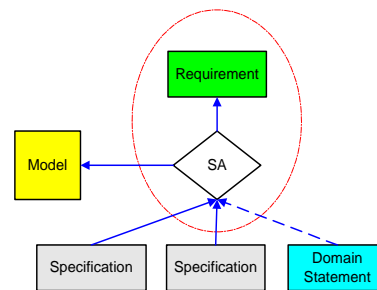 Requirement
Model
SA
Specification
Specification
Domain
Statement